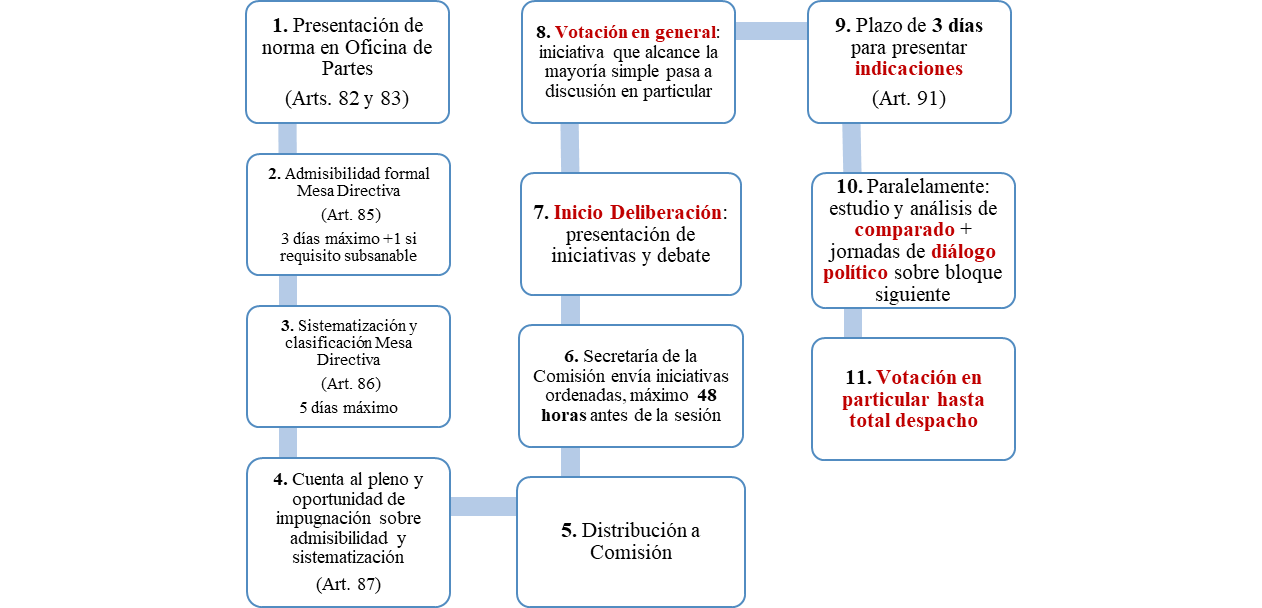 1. Presentación de
norma en Oficina de
Partes
(Arts. 82 y 83)
2. Admisibilidad formal
Mesa Directiva
(Art. 85)
3 días máximo +1 si
requisito subsanable
3. Sistematización y
clasificación Mesa
Directiva
(Art. 86)
5 días máximo
4. Cuenta al pleno y
oportunidad de
impugnación sobre
admisibilidad y
sistematización
(Art. 87)
5. Distribución a
Comisión
6. Secretaría de la
Comisión envía iniciativas
ordenadas, máximo 48
horas antes de la sesión
7. Inicio Deliberación:
presentación de
iniciativas y debate
8. Votación en general:
iniciativa que alcance la
mayoría simple pasa a
discusión en particular
9. Plazo de 3 días
para presentar
indicaciones
(Art. 91)
10. Paralelamente:
estudio y análisis de
comparado +
jornadas de diálogo
político sobre bloque
siguiente
11. Votación en
particular hasta
total despacho